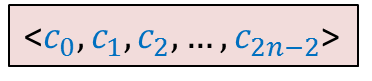 <c₀, c₁, c₂, ..., c₂ₙ₋₂>